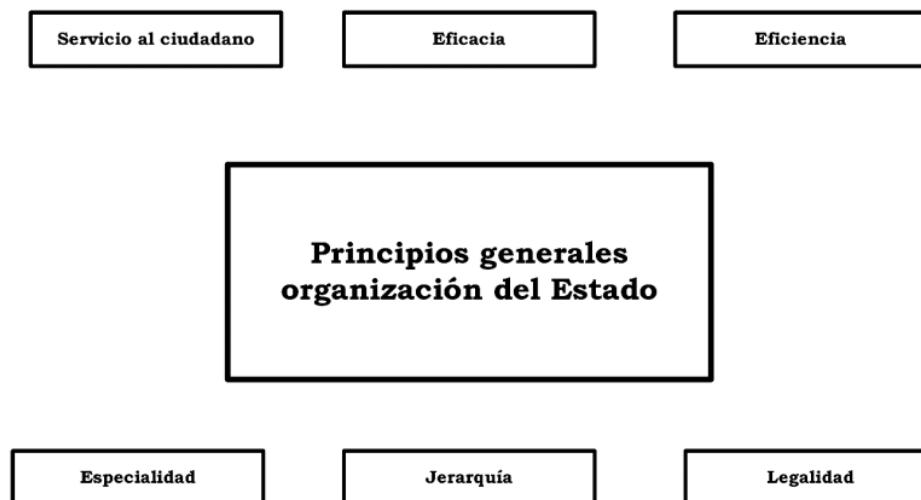 Servicio al ciudadano
Eficacia
Eficiencia
Principios generales
organización del Estado
Especialidad
Jerarquía
Legalidad